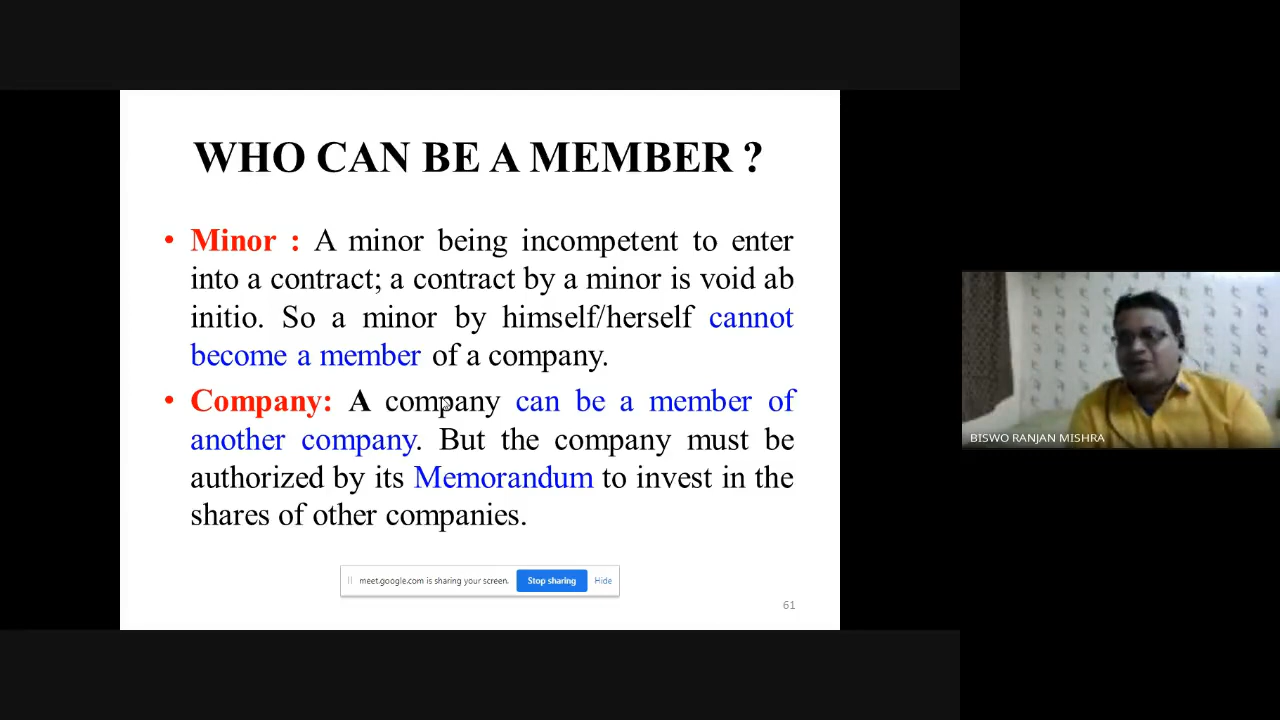 WHO CAN BE A MEMBER ?
• Minor : A minor being incompetent to enter
into a contract; a contract by a minor is void ab
initio. So a minor by himself/herself cannot
become a member of a company.
• Company: A company can be a member of
another company. But the company must be
authorized by its Memorandum to invest in the
shares of other companies.
meet.google.com is sharing your screen. Stop sharing Hide
61
BISWO RANJAN MISHRA